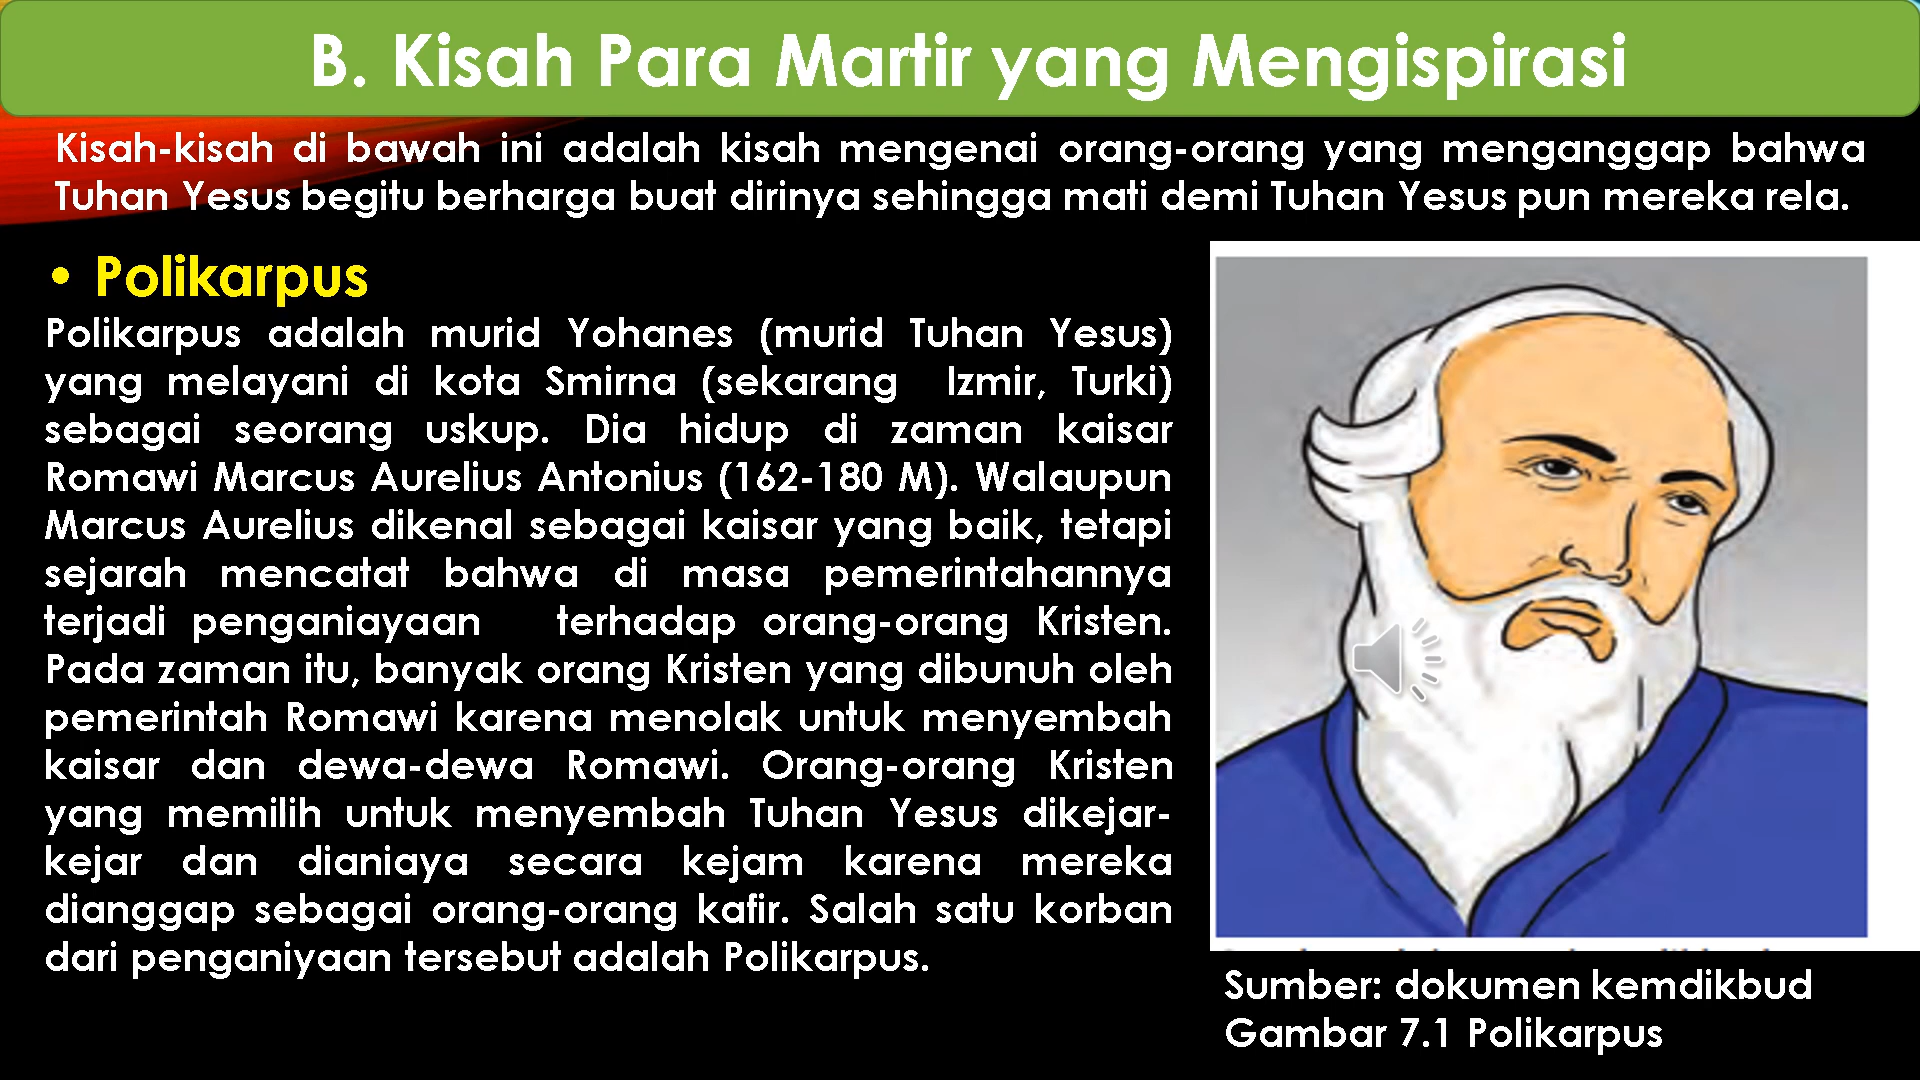 B. Kisah Para Martir yang Mengispirasi
Kisah-kisah di bawah ini adalah kisah mengenai orang-orang yang menganggap bahwa
Tuhan Yesus begitu berharga buat dirinya sehingga mati demi Tuhan Yesus pun mereka rela.
• Polikarpus
Polikarpus adalah murid Yohanes (murid Tuhan Yesus)
yang melayani di kota Smirna (sekarang Izmir, Turki)
sebagai seorang uskup. Dia hidup di zaman kaisar
Romawi Marcus Aurelius Antonius (162-180 M). Walaupun
Marcus Aurelius dikenal sebagai kaisar yang baik, tetapi
sejarah mencatat bahwa di masa pemerintahannya
terjadi penganiayaan terhadap orang-orang Kristen.
Pada zaman itu, banyak orang Kristen yang dibunuh oleh
pemerintah Romawi karena menolak untuk menyembah
kaisar dan dewa-dewa Romawi. Orang-orang Kristen
yang memilih untuk menyembah Tuhan Yesus dikejar-
kejar dan dianiaya secara kejam karena mereka
dianggap sebagai orang-orang kafir. Salah satu korban
dari penganiyaan tersebut adalah Polikarpus.
Sumber: dokumen kemdikbud
Gambar 7.1 Polikarpus